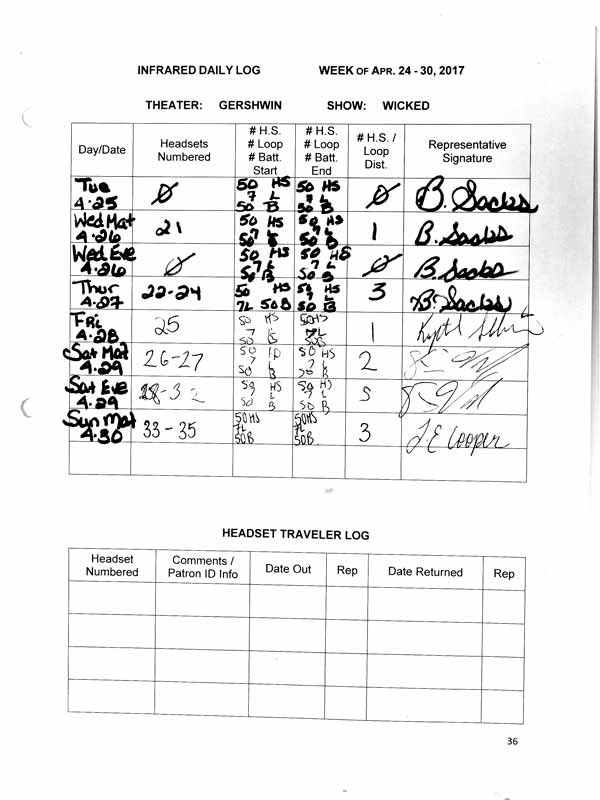 INFRARED DAILY LOG WEEK OF APR. 24 - 30, 2017
THEATER: GERSHWIN SHOW: WICKED
Day/Date Headsets Numbered # H.S. # Loop # Batt. Start # H.S. # Loop # Batt. End # H.S. / Loop Dist. Representative Signature
Tue 4.25 Ø 50 HS 7 L 50 B 50 HS 7 L 50 B Ø B. Sacks
Wed Mat 4.26 21 50 HS 7 L 50 B 50 HS 7 L 50 B 1 B. Sacks
Wed Eve 4.26 Ø 50 HS 7 L 50 B 50 HS 7 L 50 B Ø B. Sacks
Thur 4.27 22-24 50 HS 7L 50B 50 HS 7 L 50 B 3 B. Sacks
Fri 4.28 25 50 HS 7 L 50 B 50HS 7L 50B 1
Sat Mat 4.29 26-27 50 7 L 50 B 50 HS 7 L 50 B 2
Sat Eve 4.29 28-32 50 HS 7 L 50 B 50 HS 7 L 50 B 5
Sun Mat 4.30 33-35 50HS 7L 50B 50HS 7L 50B 3 J.E Cooper
HEADSET TRAVELER LOG
Headset Numbered Comments / Patron ID Info Date Out Rep Date Returned Rep
36